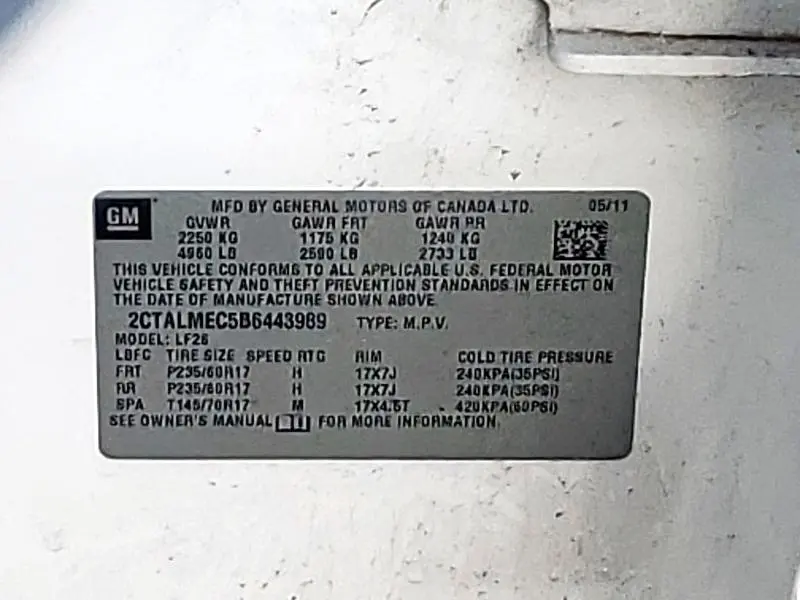 GM
MFD BY GENERAL MOTORS OF CANADA LTD. 05/11
GVWR GAWR FRT GAWR RR
2250 KG 1175 KG 1240 KG
4960 LB 2590 LB 2733 LB
THIS VEHICLE CONFORMS TO ALL APPLICABLE U.S. FEDERAL MOTOR
VEHICLE SAFETY AND THEFT PREVENTION STANDARDS IN EFFECT ON
THE DATE OF MANUFACTURE SHOWN ABOVE.
2CTALMEC5B6443989 TYPE: M.P.V.
MODEL: LF26
LBFC TIRE SIZE SPEED RTG RIM COLD TIRE PRESSURE
FRT P235/60R17 H 17X7J 240KPA(35PSI)
RR P235/60R17 H 17X7J 240KPA(35PSI)
SPA T145/70R17 M 17X4.5T 420KPA(60PSI)
SEE OWNER'S MANUAL FOR MORE INFORMATION.